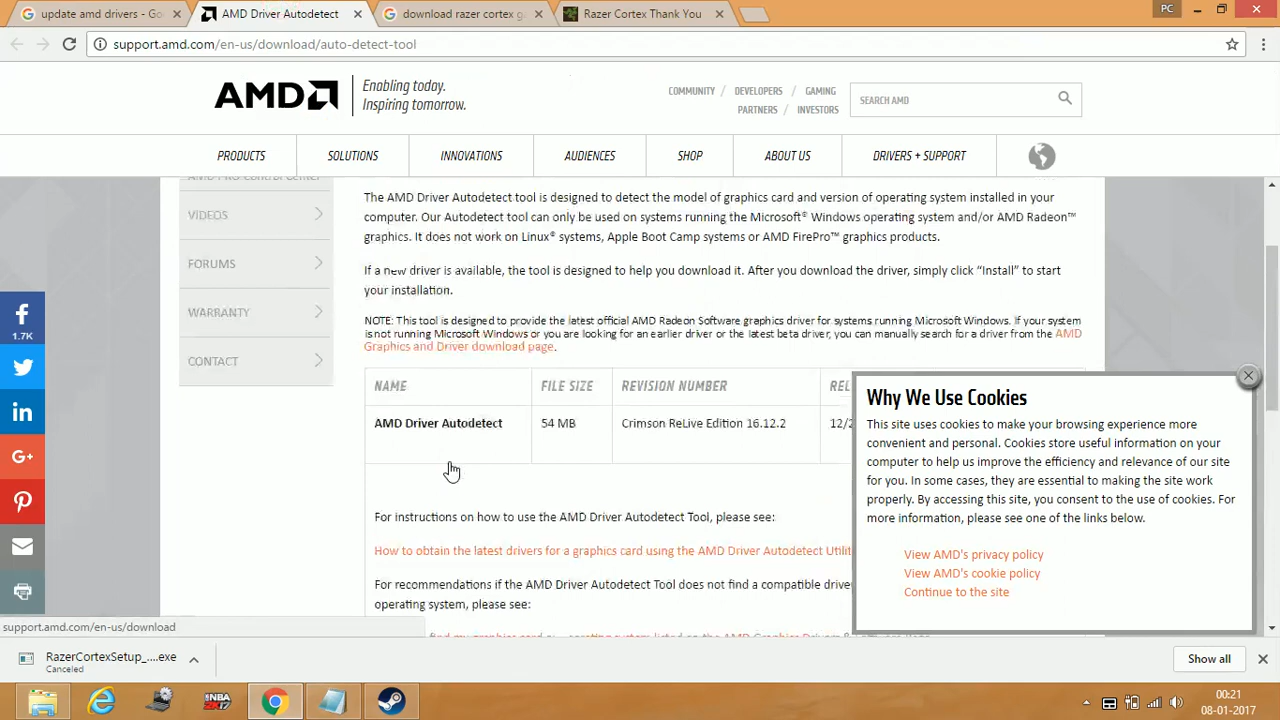 update amd drivers - Go
AMD Driver Autodetect
download razer cortex g
Razer Cortex Thank You
PC
support.amd.com/en-us/download/auto-detect-tool
AMD
Enabling today.
Inspiring tomorrow.
COMMUNITY / DEVELOPERS / GAMING
PARTNERS / INVESTORS
SEARCH AMD
PRODUCTS
SOLUTIONS
INNOVATIONS
AUDIENCES
SHOP
ABOUT US
DRIVERS + SUPPORT
AMD PRO Control Center
VIDEOS
FORUMS
WARRANTY
CONTACT
The AMD Driver Autodetect tool is designed to detect the model of graphics card and version of operating system installed in your
computer. Our Autodetect tool can only be used on systems running the Microsoft® Windows operating system and/or AMD Radeon™
graphics. It does not work on Linux® systems, Apple Boot Camp systems or AMD FirePro™ graphics products.
If a new driver is available, the tool is designed to help you download it. After you download the driver, simply click “Install” to start
your installation.
NOTE: This tool is designed to provide the latest official AMD Radeon Software graphics driver for systems running Microsoft Windows. If your system
is not running Microsoft Windows or you are looking for an earlier driver or the latest beta driver, you can manually search for a driver from the AMD
Graphics and Driver download page.
NAME
FILE SIZE
REVISION NUMBER
REL
AMD Driver Autodetect
54 MB
Crimson ReLive Edition 16.12.2
12/2
For instructions on how to use the AMD Driver Autodetect Tool, please see:
How to obtain the latest drivers for a graphics card using the AMD Driver Autodetect Utili
For recommendations if the AMD Driver Autodetect Tool does not find a compatible drive
operating system, please see:
Why We Use Cookies
This site uses cookies to make your browsing experience more
convenient and personal. Cookies store useful information on your
computer to help us improve the efficiency and relevance of our site
for you. In some cases, they are essential to making the site work
properly. By accessing this site, you consent to the use of cookies. For
more information, please see one of the links below.
View AMD's privacy policy
View AMD's cookie policy
Continue to the site
1.7K
support.amd.com/en-us/download
RazerCortexSetup_....exe
Canceled
Show all
NBA
2K17
00:21
08-01-2017